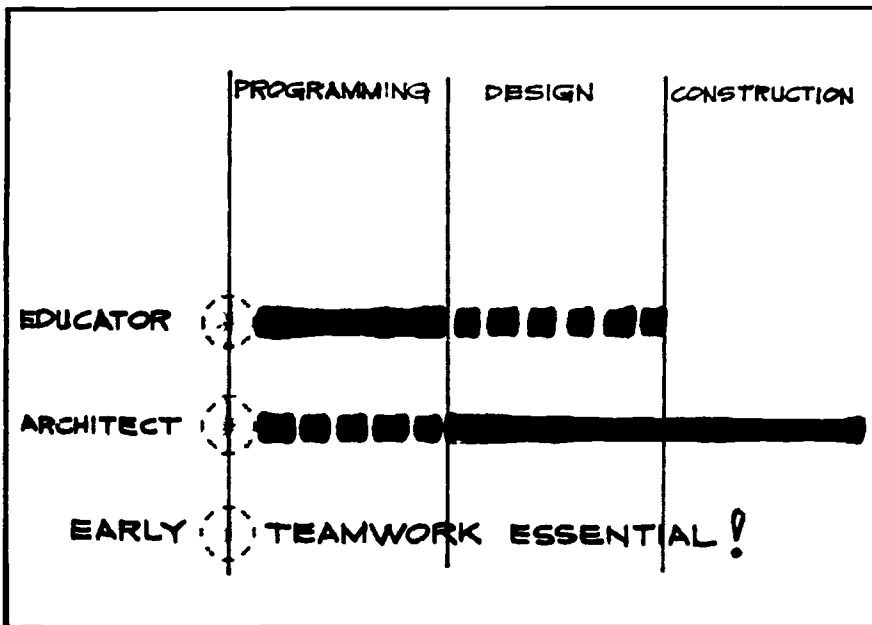 PROGRAMMING DESIGN CONSTRUCTION
EDUCATOR
ARCHITECT
EARLY TEAMWORK ESSENTIAL!